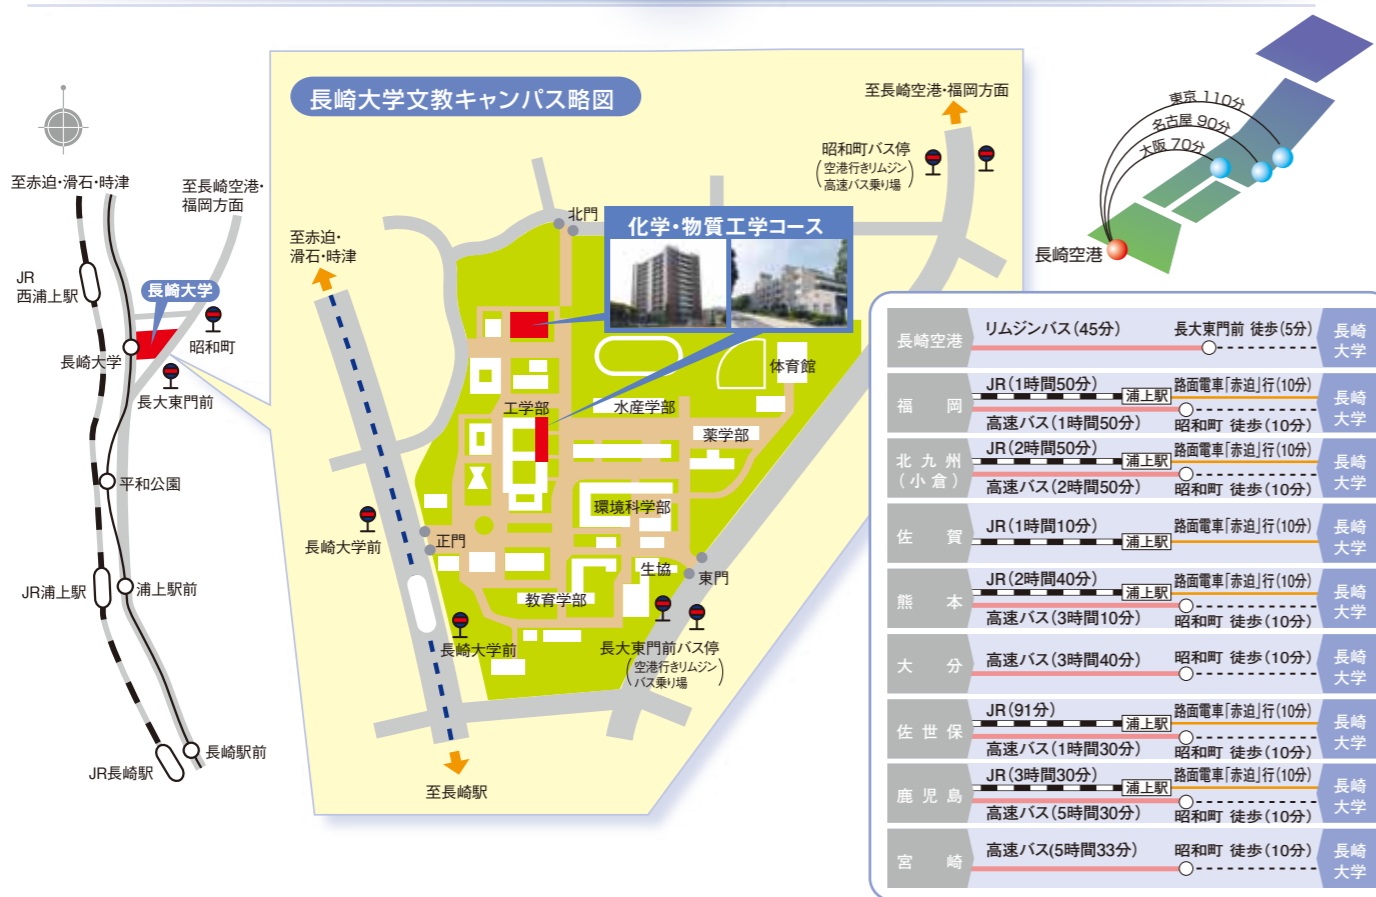 至赤迫・滑石・時津
至長崎空港・
福岡方面
JR
西浦上駅
長崎大学
昭和町
長崎大学
長大東門前
平和公園
JR浦上駅
浦上駅前
長崎駅前
JR長崎駅
長崎大学文教キャンパス略図
至長崎空港・福岡方面
昭和町バス停
(空港行きリムジン
高速バス乗り場)
至赤迫・
滑石・時津
北門
化学・物質工学コース
体育館
工学部
水産学部
薬学部
環境科学部
長崎大学前
正門
生協
東門
教育学部
長崎大学前
長大東門前バス停
(空港行きリムジン
バス乗り場)
至長崎駅
東京 110分
名古屋 90分
大阪 70分
長崎空港
長崎空港
リムジンバス(45分)
長大東門前 徒歩(5分)
長崎
大学
福岡
JR(1時間50分)
浦上駅
路面電車「赤迫」行(10分)
高速バス(1時間50分)
昭和町 徒歩(10分)
長崎
大学
北九州
(小倉)
JR(2時間50分)
浦上駅
路面電車「赤迫」行(10分)
高速バス(2時間50分)
昭和町 徒歩(10分)
長崎
大学
佐賀
JR(1時間10分)
浦上駅
路面電車「赤迫」行(10分)
長崎
大学
熊本
JR(2時間40分)
浦上駅
路面電車「赤迫」行(10分)
高速バス(3時間10分)
昭和町 徒歩(10分)
長崎
大学
大分
高速バス(3時間40分)
昭和町 徒歩(10分)
長崎
大学
佐世保
JR(91分)
浦上駅
路面電車「赤迫」行(10分)
高速バス(1時間30分)
昭和町 徒歩(10分)
長崎
大学
鹿児島
JR(3時間30分)
浦上駅
路面電車「赤迫」行(10分)
高速バス(5時間30分)
昭和町 徒歩(10分)
長崎
大学
宮崎
高速バス(5時間33分)
昭和町 徒歩(10分)
長崎
大学